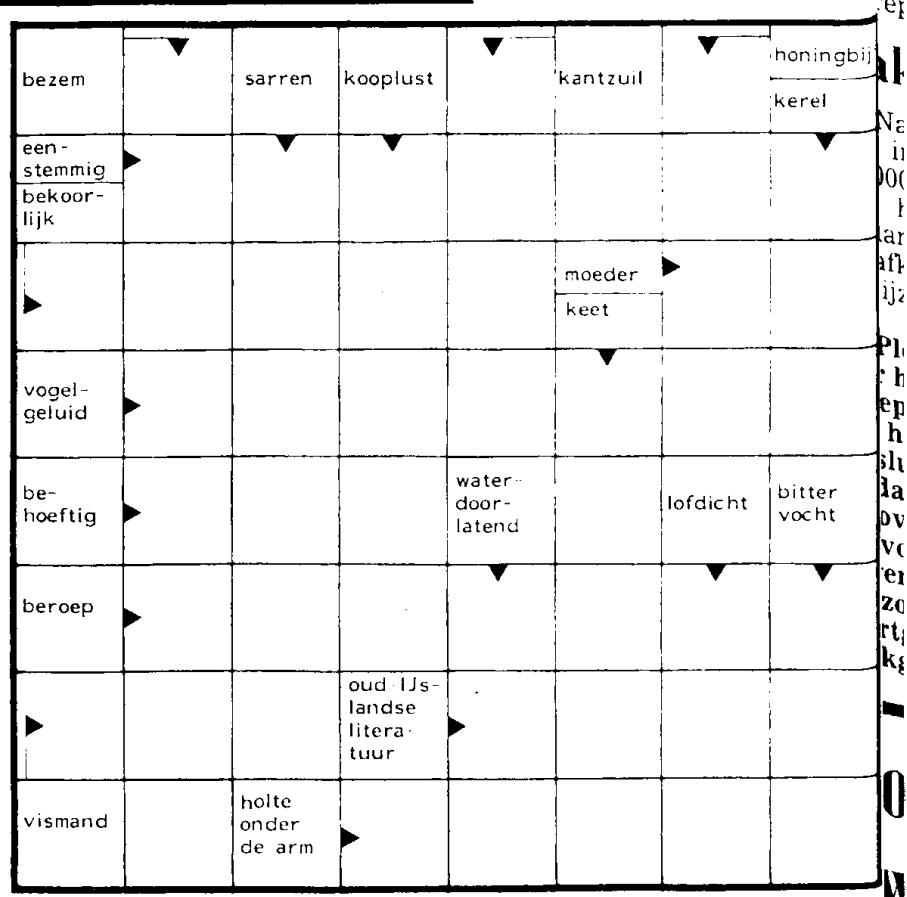 bezem
sarren
kooplust
kantzuil
honingbij
kerel
een-
stemmig
bekoor-
lijk
moeder
keet
vogel-
geluid
be-
hoeftig
water-
door-
latend
lofdicht
bitter
vocht
beroep
oud IJs-
landse
litera-
tuur
vismand
holte
onder
de arm